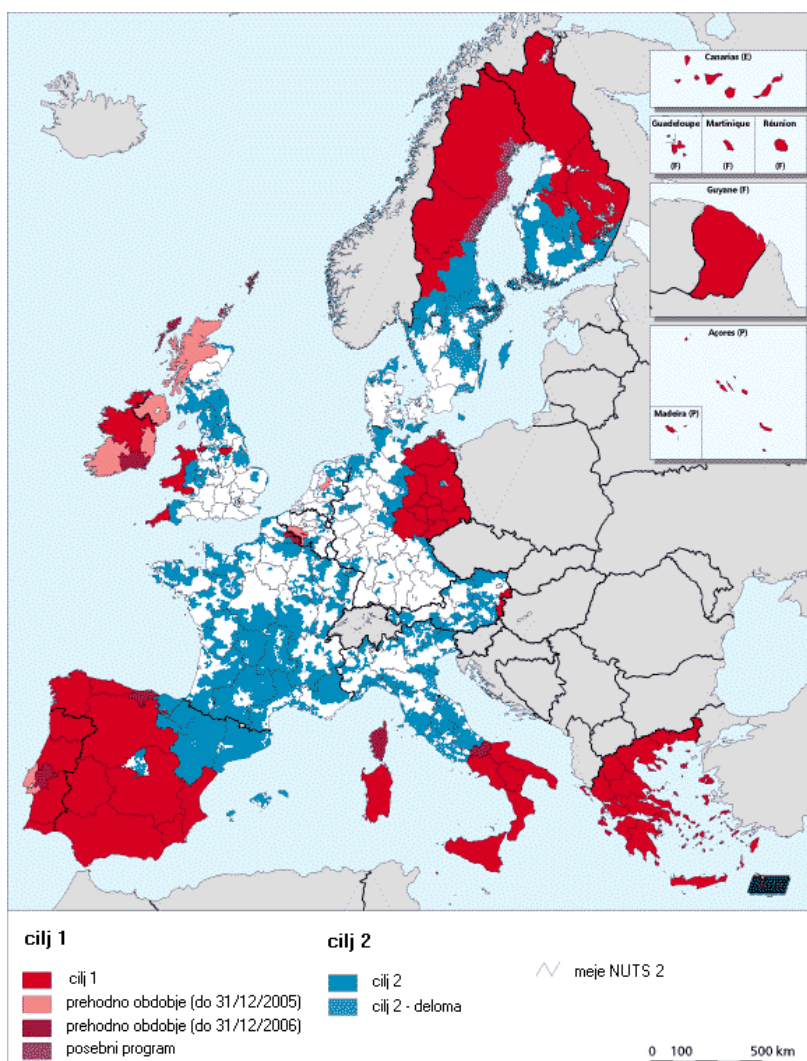 Canarias (E)
Guadeloupe Martinique Réunion
(F) (F) (F)
Guyane (F)
Açores (P)
Madeira (P)
cilj 1
cilj 1
prehodno obdobje (do 31/12/2005)
prehodno obdobje (do 31/12/2006)
posebni program
cilj 2
cilj 2
cilj 2 - deloma
meje NUTS 2
0 100 500 km